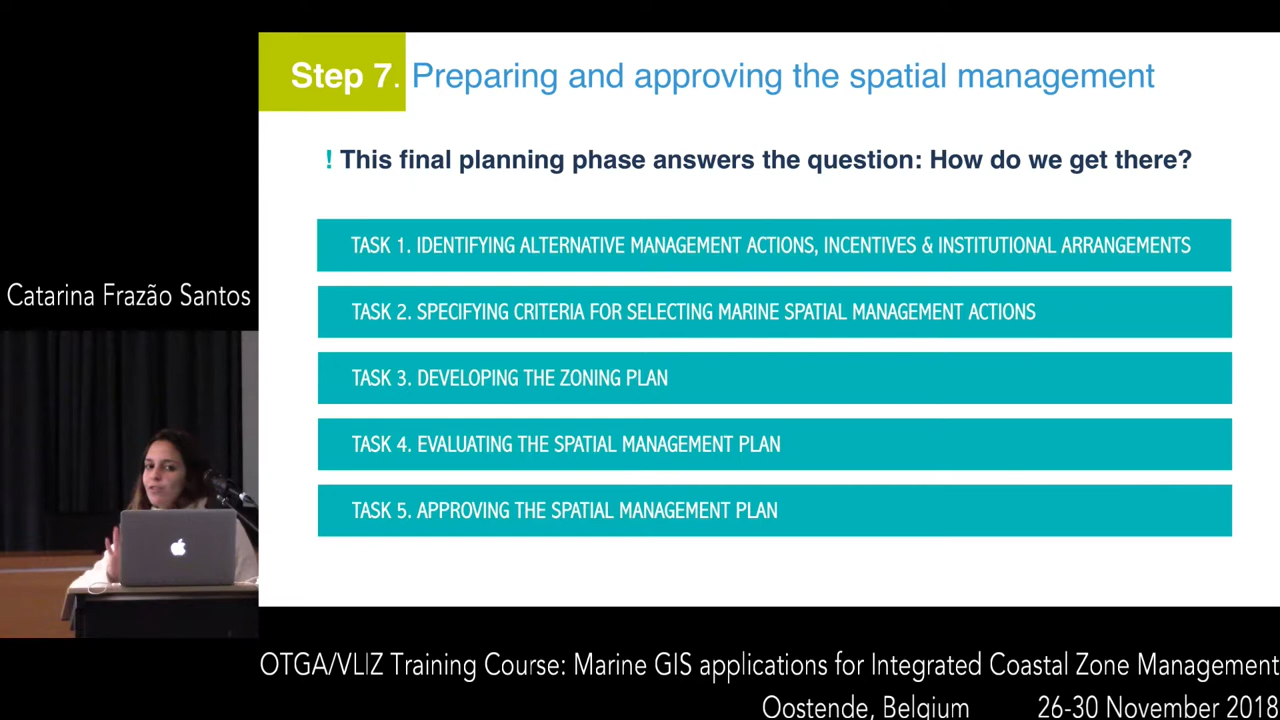 Step 7. Preparing and approving the spatial management
! This final planning phase answers the question: How do we get there?
TASK 1. IDENTIFYING ALTERNATIVE MANAGEMENT ACTIONS, INCENTIVES & INSTITUTIONAL ARRANGEMENTS
TASK 2. SPECIFYING CRITERIA FOR SELECTING MARINE SPATIAL MANAGEMENT ACTIONS
TASK 3. DEVELOPING THE ZONING PLAN
TASK 4. EVALUATING THE SPATIAL MANAGEMENT PLAN
TASK 5. APPROVING THE SPATIAL MANAGEMENT PLAN
Catarina Frazão Santos
OTGA/VLIZ Training Course: Marine GIS applications for Integrated Coastal Zone Management
Oostende, Belgium 26-30 November 2018